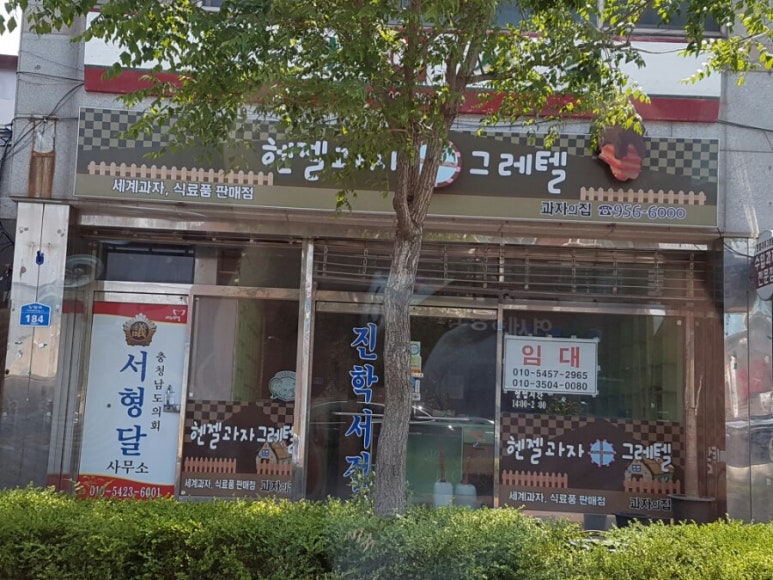 헨젤과자
그레텔
세계과자, 식료품 판매점
과자의집 ☎956-6000
184
충청남도의회
서형달
사무소
010-5423-6001
헨젤과자 그레텔
세계과자, 식료품 판매점
과자의집
진학서점
임대
010-5457-2965
010-3504-0080
헨젤과자 그레텔
세계과자, 식료품 판매점
과자의집